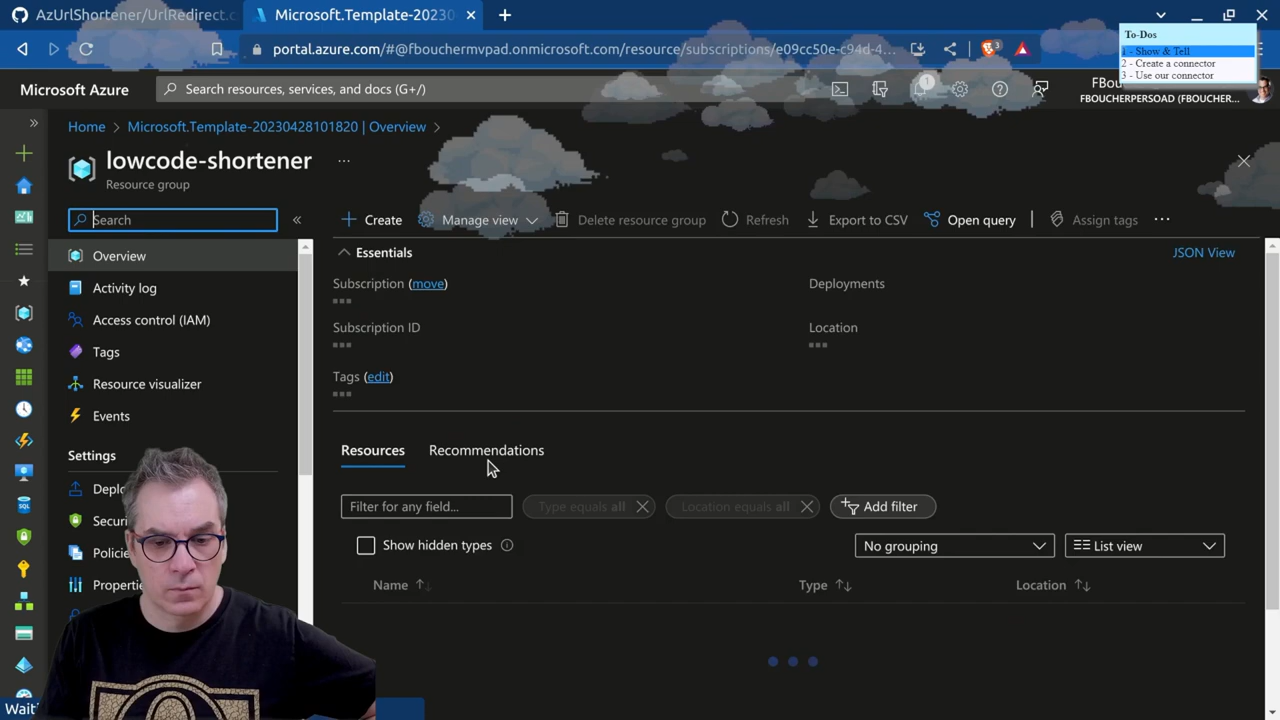 AzUrlShortener/UrlRedirect.c
Microsoft.Template-20230
portal.azure.com/#@fbouchermvpad.onmicrosoft.com/resource/subscriptions/e09cc50e-c94d-4...
To-Dos
1 - Show & Tell
2 - Create a connector
3 - Use our connector
Microsoft Azure
Search resources, services, and docs (G+/)
1
FBou
FBOUCHERPERSOAD (FBOUCHER...
Home > Microsoft.Template-20230428101820 | Overview >
lowcode-shortener ...
Resource group
Search
Create
Manage view
Delete resource group
Refresh
Export to CSV
Open query
Assign tags
Overview
Activity log
Access control (IAM)
Tags
Resource visualizer
Events
Settings
Deplo
Securi
Policie
Properti
Essentials
JSON View
Subscription (move)
Deployments
Subscription ID
Location
Tags (edit)
Resources
Recommendations
Filter for any field...
Type equals all
Location equals all
Add filter
Show hidden types
No grouping
List view
Name
Type
Location
Waiti